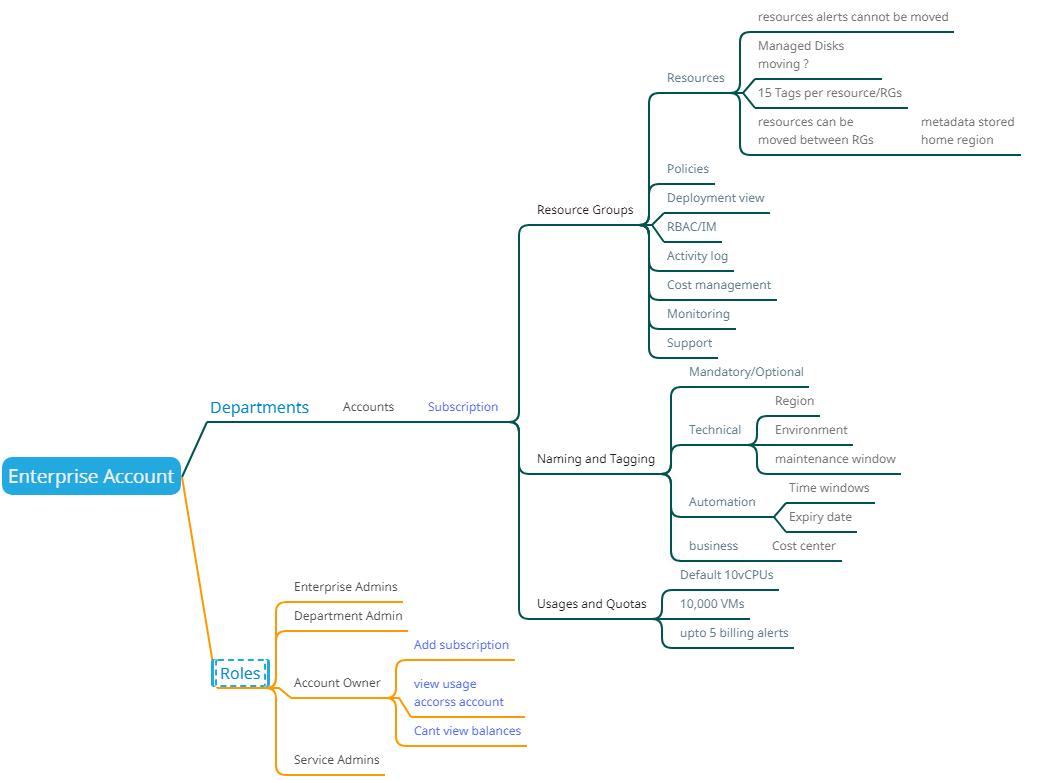 Enterprise Account
Departments
Accounts
Subscription
Resource Groups
Resources
resources alerts cannot be moved
Managed Disks
moving ?
15 Tags per resource/RGs
resources can be
moved between RGs
metadata stored
home region
Policies
Deployment view
RBAC/IM
Activity log
Cost management
Monitoring
Support
Naming and Tagging
Mandatory/Optional
Technical
Region
Environment
maintenance window
Automation
Time windows
Expiry date
business
Cost center
Usages and Quotas
Default 10vCPUs
10,000 VMs
upto 5 billing alerts
Roles
Enterprise Admins
Department Admin
Account Owner
Add subscription
view usage
accorss account
Cant view balances
Service Admins